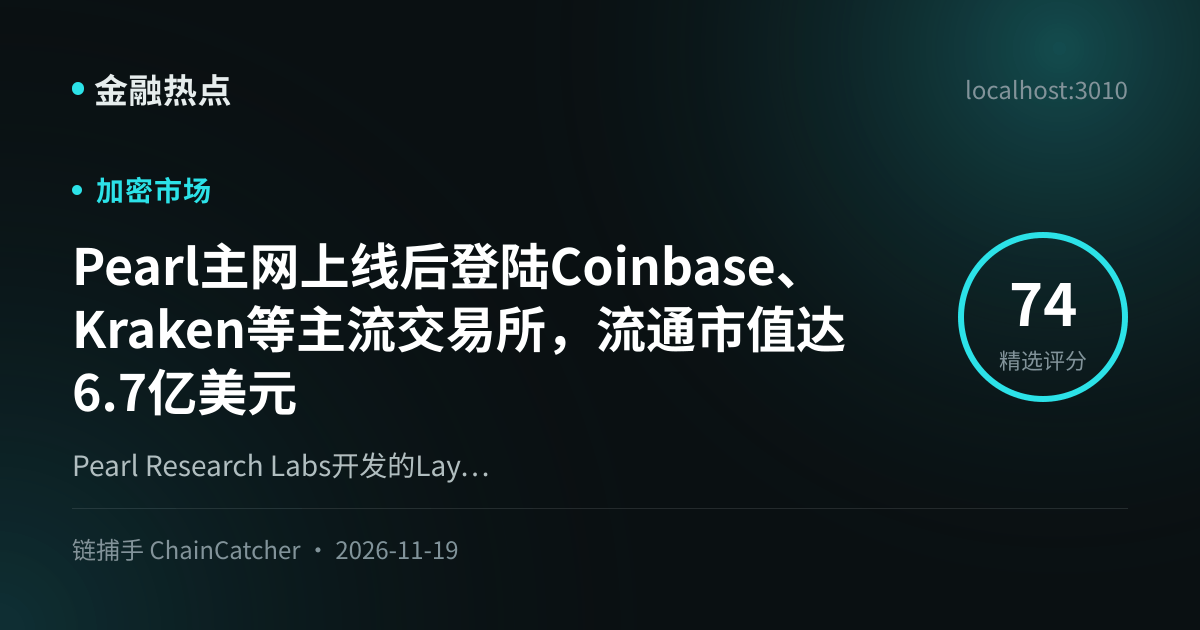 金融热点
localhost:3010
加密市场
Pearl主网上线后登陆Coinbase、
Kraken等主流交易所，流通市值达
6.7亿美元
74
精选评分
Pearl Research Labs开发的Lay…
链捕手 ChainCatcher · 2026-11-19